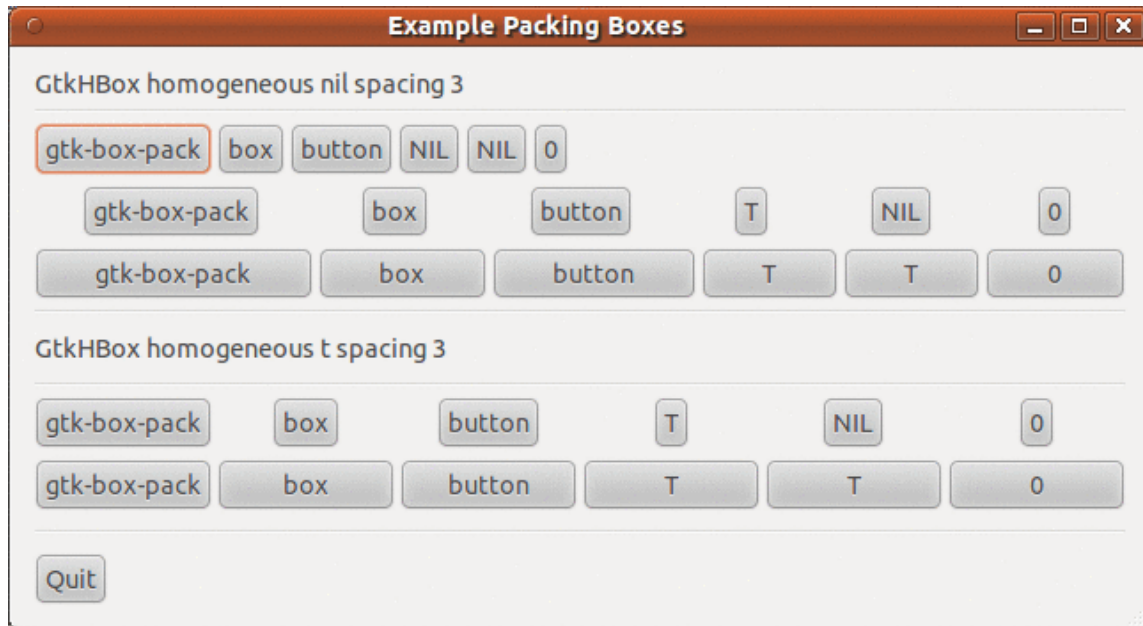 Example Packing Boxes
GtkHBox homogeneous nil spacing 3
gtk-box-pack box button NIL NIL 0
gtk-box-pack box button T NIL 0
gtk-box-pack box button T T 0
GtkHBox homogeneous t spacing 3
gtk-box-pack box button T NIL 0
gtk-box-pack box button T T 0
Quit